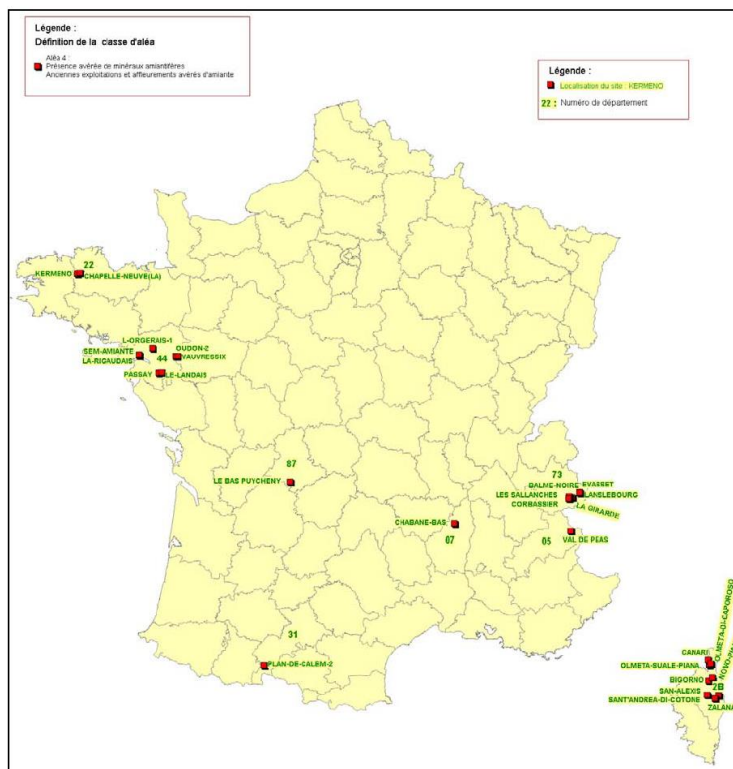 Légende :
Définition de la classe d'aléa
Aléa 4 :
Présence avérée de minéraux amiantifères
Anciennes exploitations et affleurements avérés d'amiante
Légende :
Localisation du site : KERMENO
22 : Numéro de département
22
KERMENO
CHAPELLE-NEUVE(LA)
L-ORGERAIS-1
OUDON-2
SEM-AMIANTE
VAUVRESSIX
LA-RIGAUDAIS
44
PASSAY
LE-LANDAIS
87
LE BAS PUYCHENY
73
BALME-NOIRE
EVASSET
LES SALLANCHES
LANSLEBOURG
CORBASSIER
LA GIRARDE
CHABANE-BAS
07
05
VAL DE PEAS
31
PLAN-DE-CALEM-2
OLMETA-DI-CAPOROSO
CANARI
OLMETA-BUALE-PIANA
BIGORNO
2B
SAN-ALEXIS
SANT'ANDREA-DI-COTONE
ZALANA